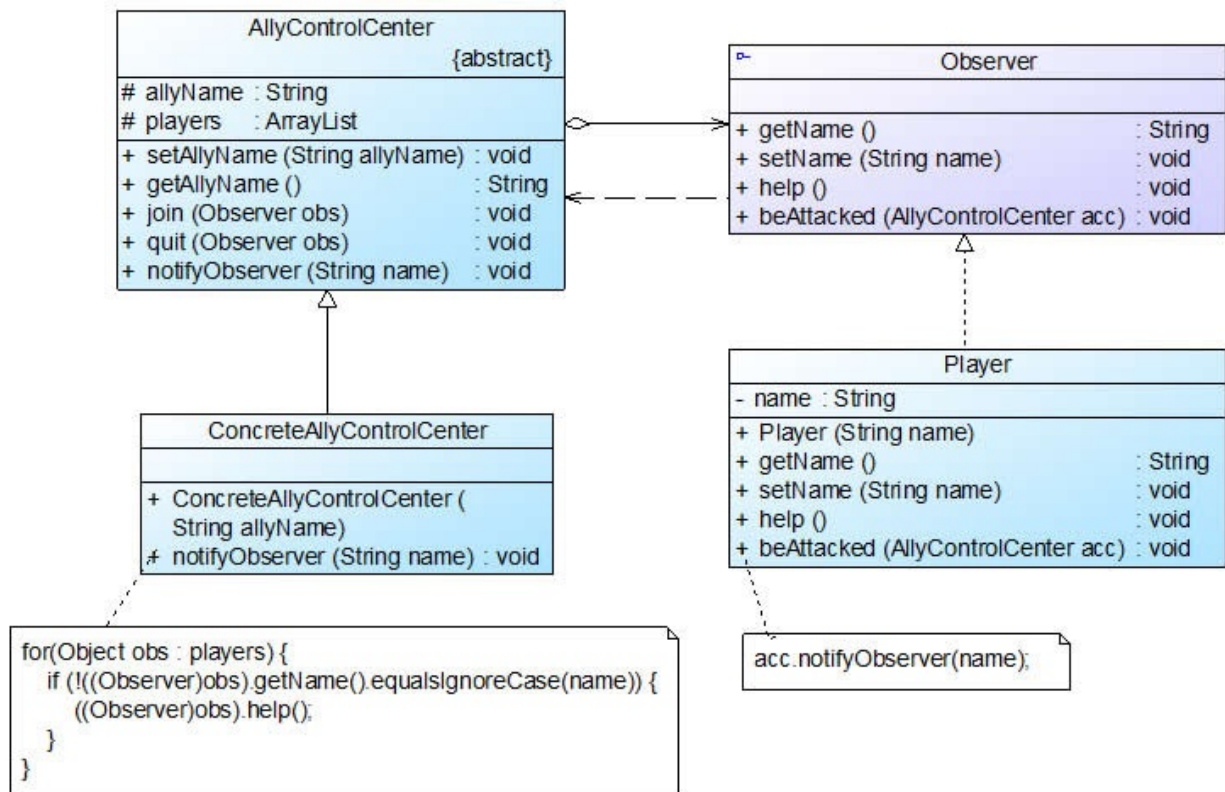 AllyControlCenter
{abstract}
# allyName : String
# players : ArrayList
+ setAllyName (String allyName) : void
+ getAllyName () : String
+ join (Observer obs) : void
+ quit (Observer obs) : void
+ notifyObserver (String name) : void
Observer
+ getName () : String
+ setName (String name) : void
+ help () : void
+ beAttacked (AllyControlCenter acc) : void
ConcreteAllyControlCenter
+ ConcreteAllyControlCenter (
String allyName)
+ notifyObserver (String name) : void
Player
- name : String
+ Player (String name)
+ getName () : String
+ setName (String name) : void
+ help () : void
+ beAttacked (AllyControlCenter acc) : void
for(Object obs : players) {
if (!((Observer)obs).getName().equalsIgnoreCase(name)) {
((Observer)obs).help();
}
}
acc.notifyObserver(name);